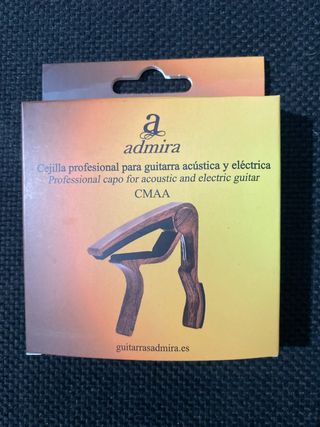 a
admira
Cejilla profesional para guitarra acústica y eléctrica
Professional capo for acoustic and electric guitar
CMAA
guitarrasadmira.es